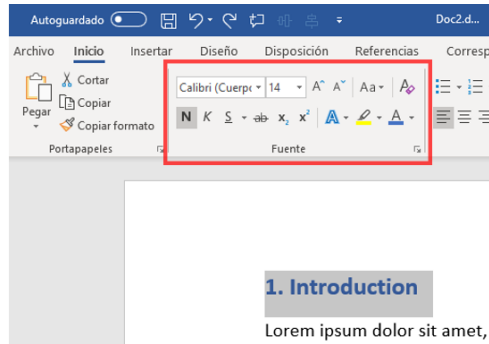 Autoguardado Doc2.d...
Archivo Inicio Insertar Diseño Disposición Referencias Corresp
Pegar
Cortar
Copiar
Copiar formato
Portapapeles
Calibri (Cuerpo 14 A A Aa A
N K S ab x2 x2 A A
Fuente
1. Introduction
Lorem ipsum dolor sit amet,